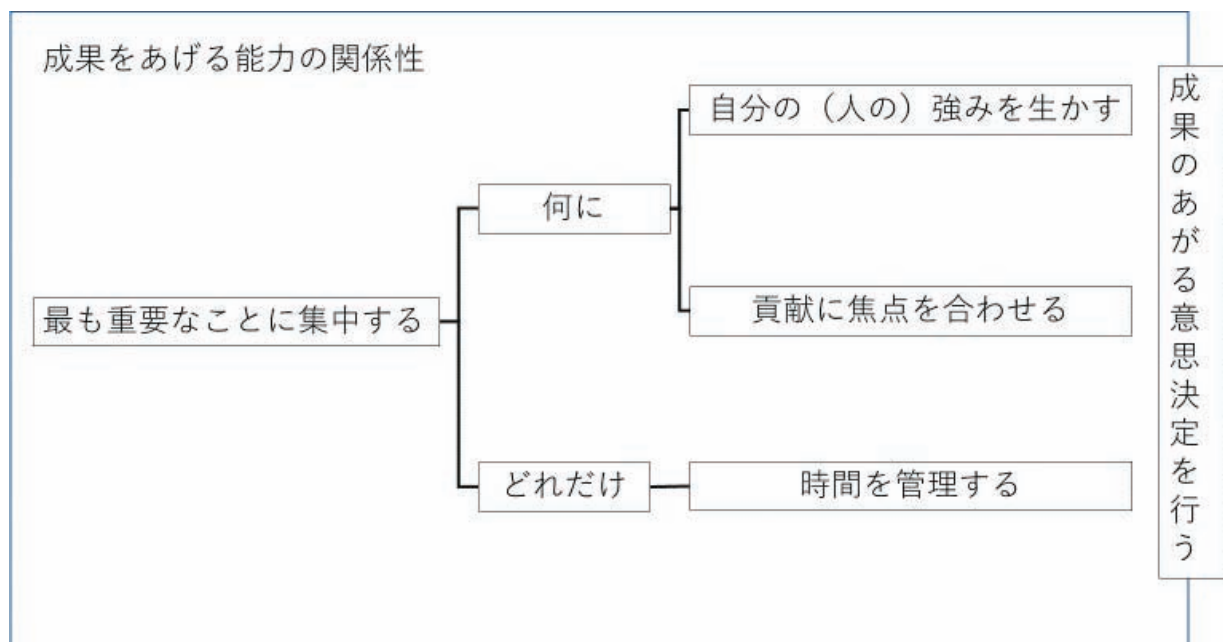 成果をあげる能力の関係性
自分の（人の）強みを生かす
何に
貢献に焦点を合わせる
最も重要なことに集中する
どれだけ
時間を管理する
成果のあがる意思決定を行う